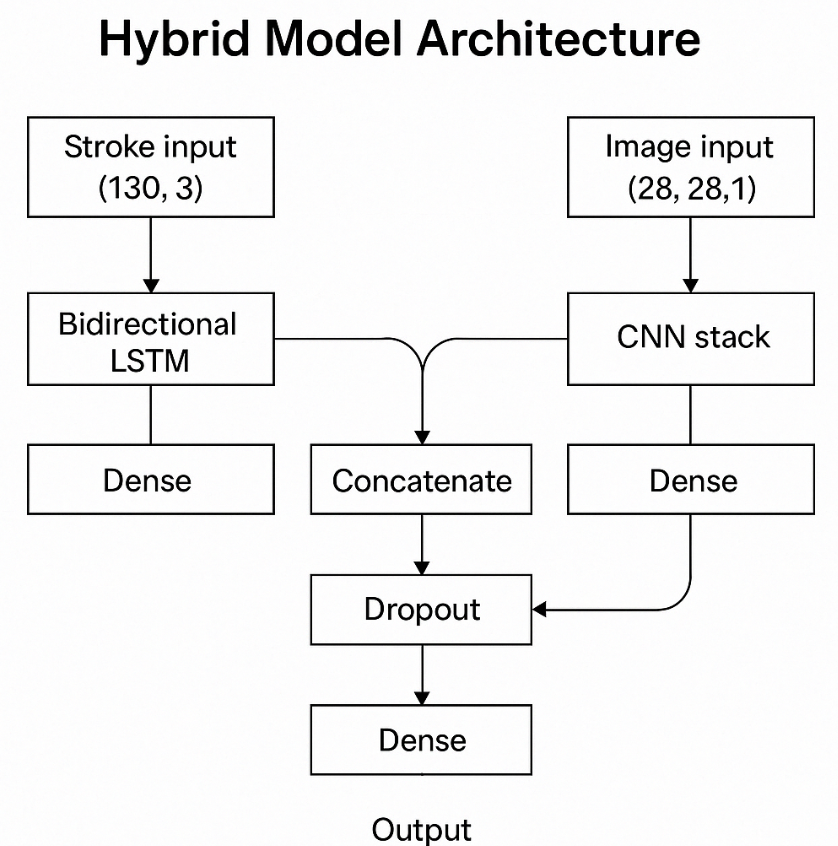 Hybrid Model Architecture
Stroke input
(130, 3)
Image input
(28, 28,1)
Bidirectional
LSTM
CNN stack
Dense
Concatenate
Dense
Dropout
Dense
Output